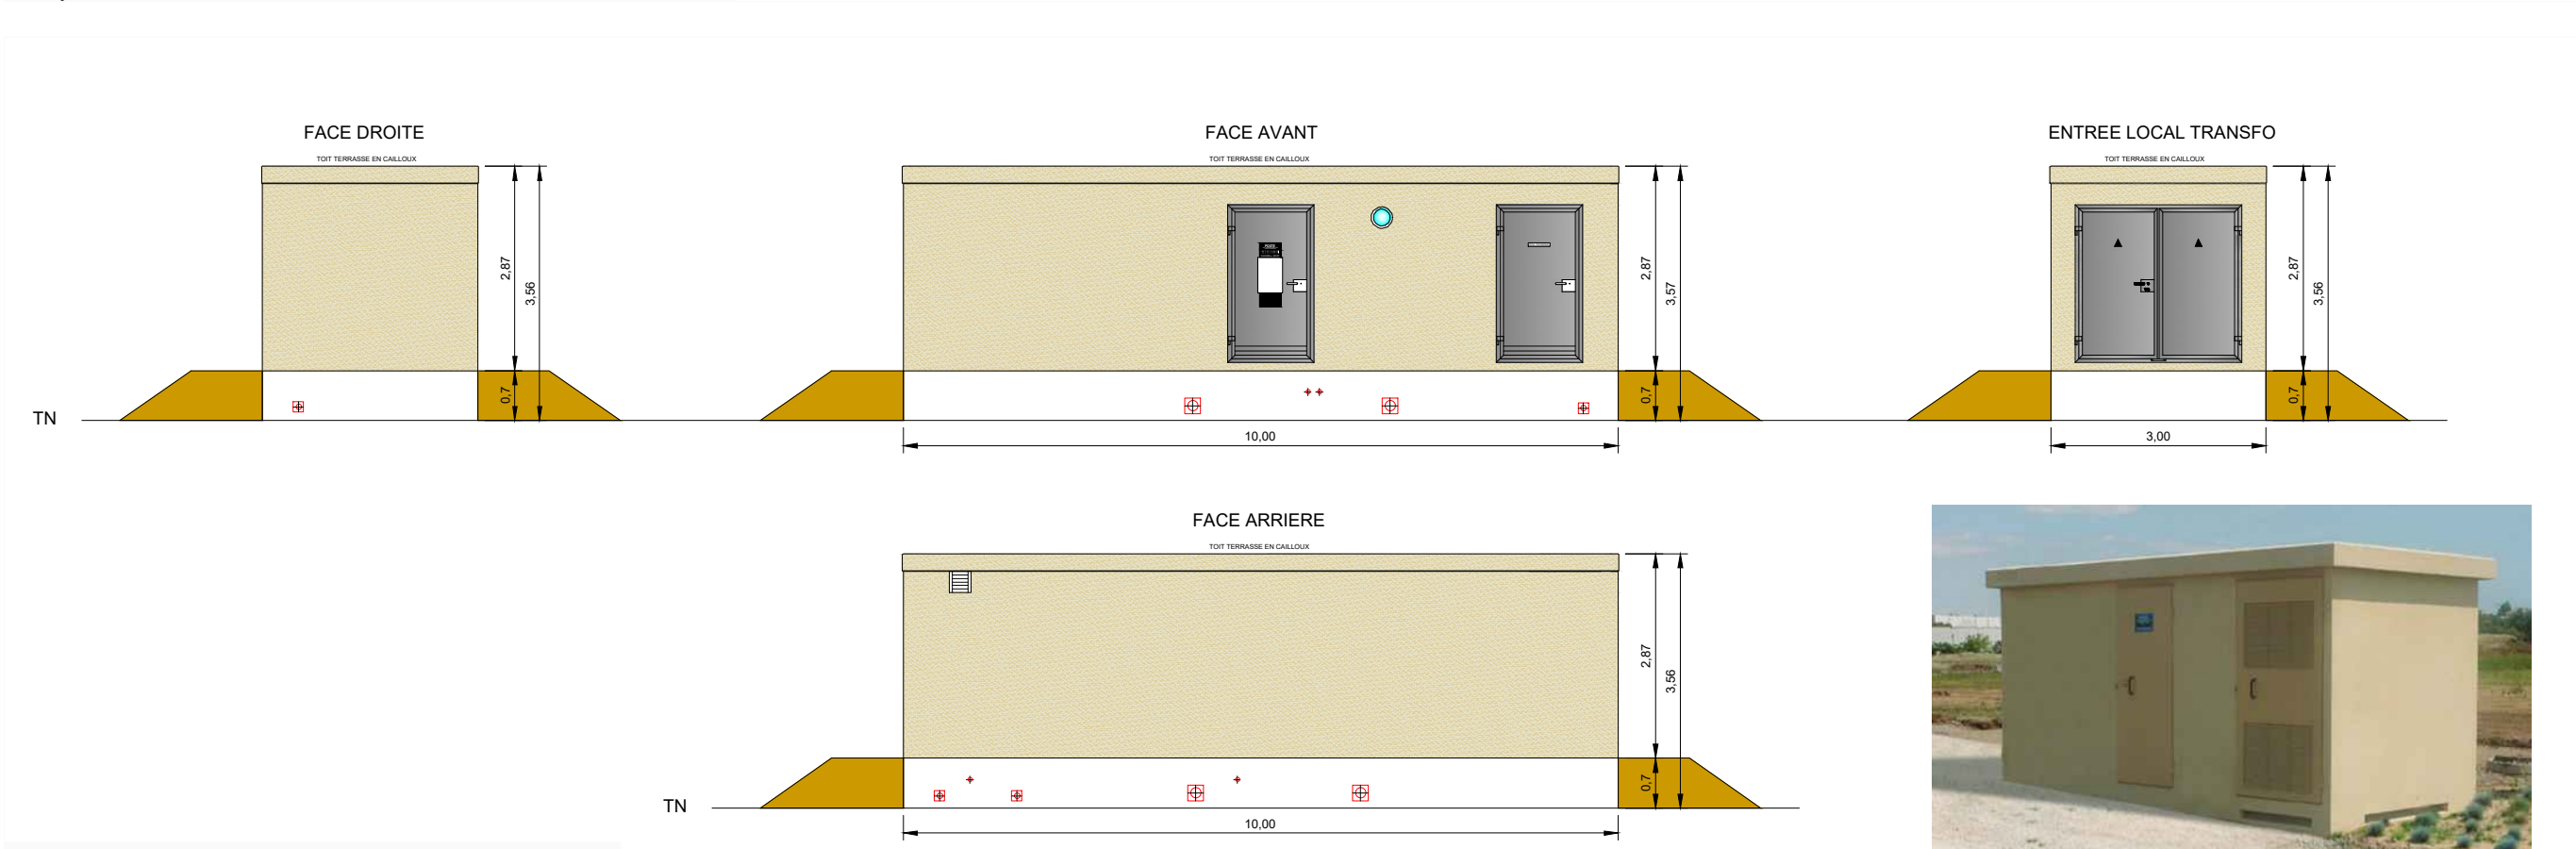 FACE DROITE
TOIT TERRASSE EN CAILLOUX
2,87
3,56
0,7
TN
FACE AVANT
TOIT TERRASSE EN CAILLOUX
2,87
3,57
0,7
10,00
ENTREE LOCAL TRANSFO
TOIT TERRASSE EN CAILLOUX
2,87
3,56
0,7
3,00
FACE ARRIERE
TOIT TERRASSE EN CAILLOUX
2,87
3,56
0,7
TN
10,00